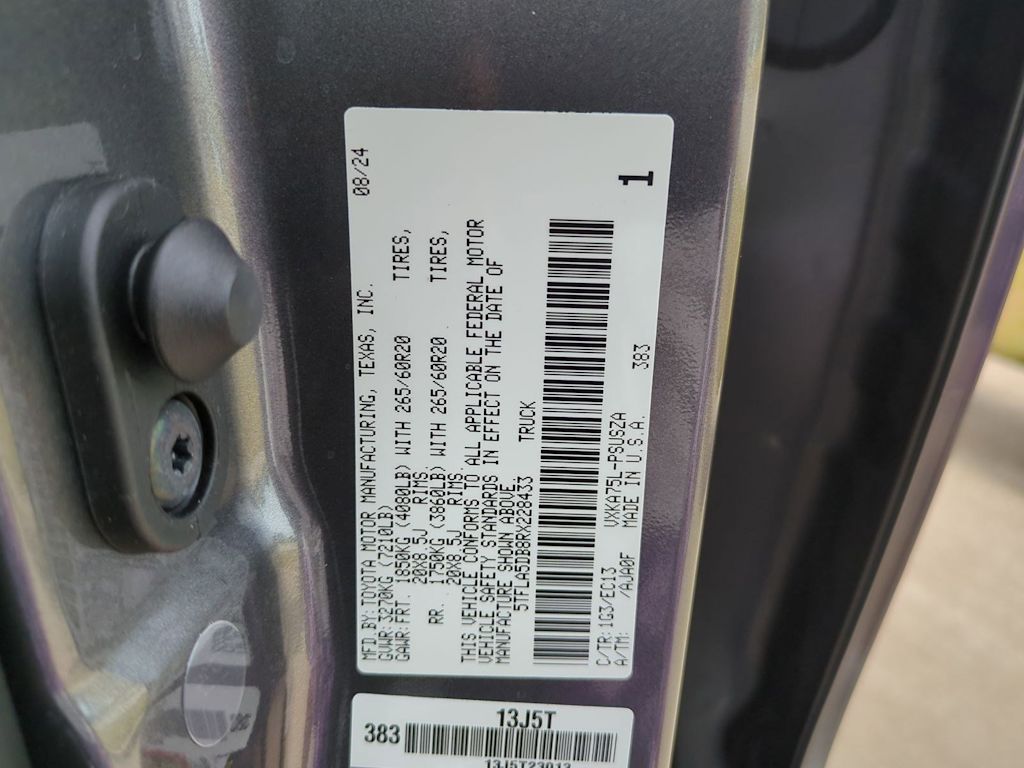 MFD.BY:TOYOTA MOTOR MANUFACTURING, TEXAS, INC. 08/24
GVWR:3270KG (7210LB)
GAWR:FRT. 1850KG (4080LB) WITH 265/60R20 TIRES,
20X8.5J RIMS
RR. 1750KG (3860LB) WITH 265/60R20 TIRES,
20X8.5J RIMS.
THIS VEHICLE CONFORMS TO ALL APPLICABLE FEDERAL MOTOR
VEHICLE SAFETY STANDARDS IN EFFECT ON THE DATE OF
MANUFACTURE SHOWN ABOVE.
5TFLA5DB8RX228433 TRUCK
C/TR:1G3/EC13 VXKA75L-PSUSZA 383
A/TM: /AJA0F MADE IN U.S.A.
1
13J5T
383
13J5T23013